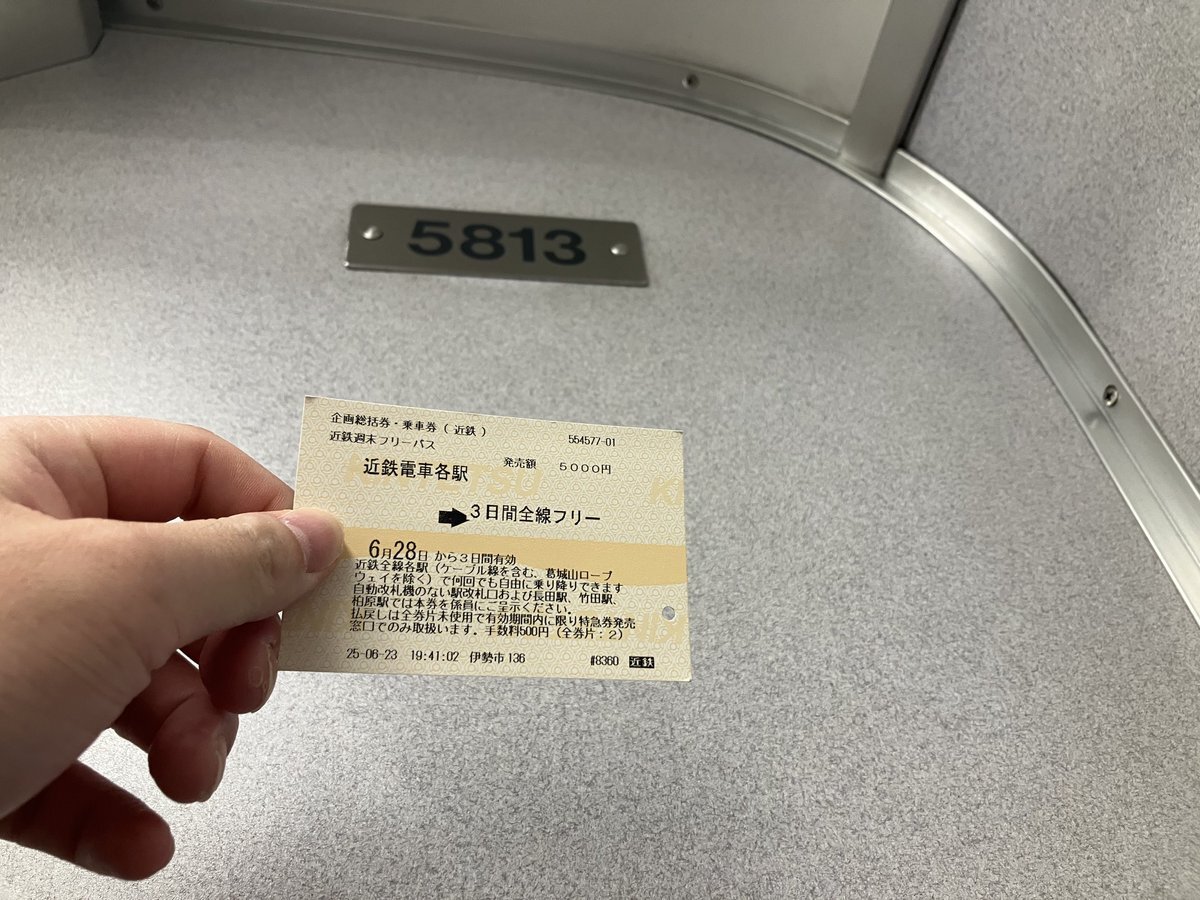 5813
企画総括券・乗車券（近鉄）
554577-01
近鉄週末フリーパス
発売額 5000円
近鉄電車各駅
➡3日間全線フリー
6月28日から3日間有効
近鉄全線各駅（ケーブル線を含む、葛城山ロープ
ウェイを除く）で何回でも自由に乗り降りできます
自動改札機のない駅改札口および長田駅、竹田駅、
柏原駅では本券を係員にご呈示ください。
払戻しは全券片未使用で有効期間内に限り特急券発売
窓口でのみ取扱います。手数料500円（全券片：2）
25-06-23 19:41:02 伊勢市136
#8360 近鉄